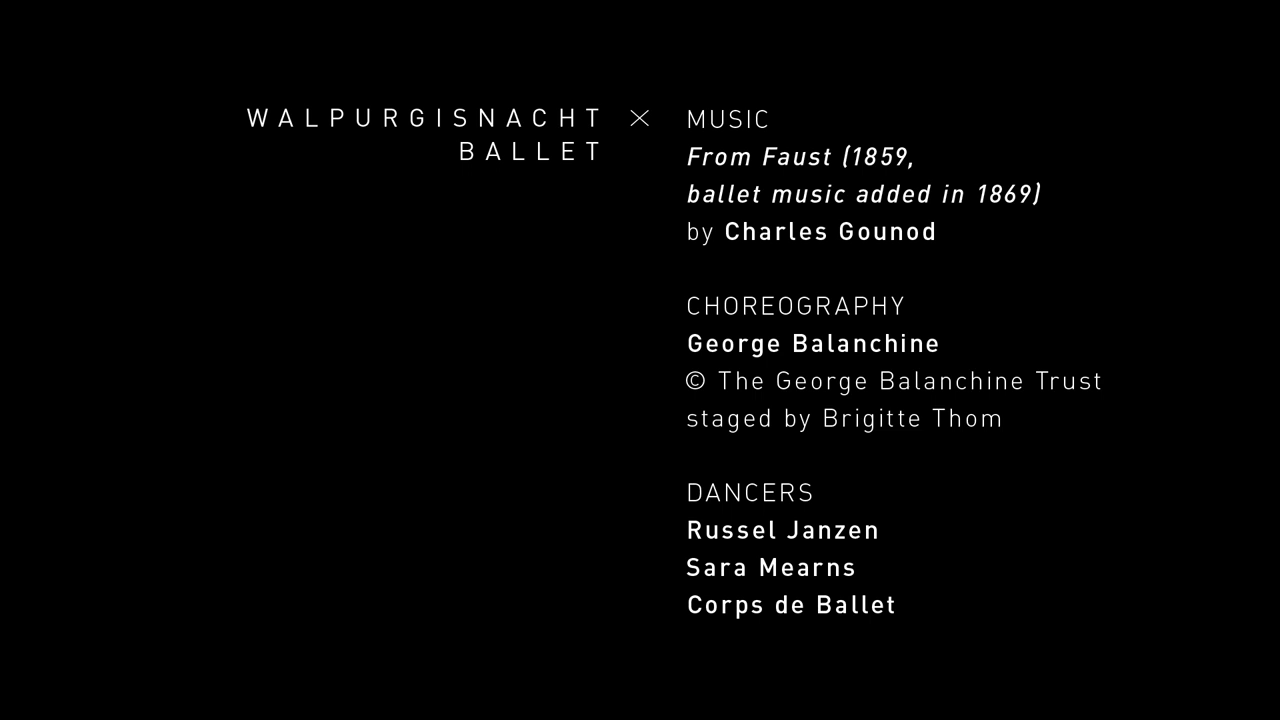 WALPURGISNACHT
BALLET
×
MUSIC
From Faust (1859,
ballet music added in 1869)
by Charles Gounod
CHOREOGRAPHY
George Balanchine
© The George Balanchine Trust
staged by Brigitte Thom
DANCERS
Russel Janzen
Sara Mearns
Corps de Ballet